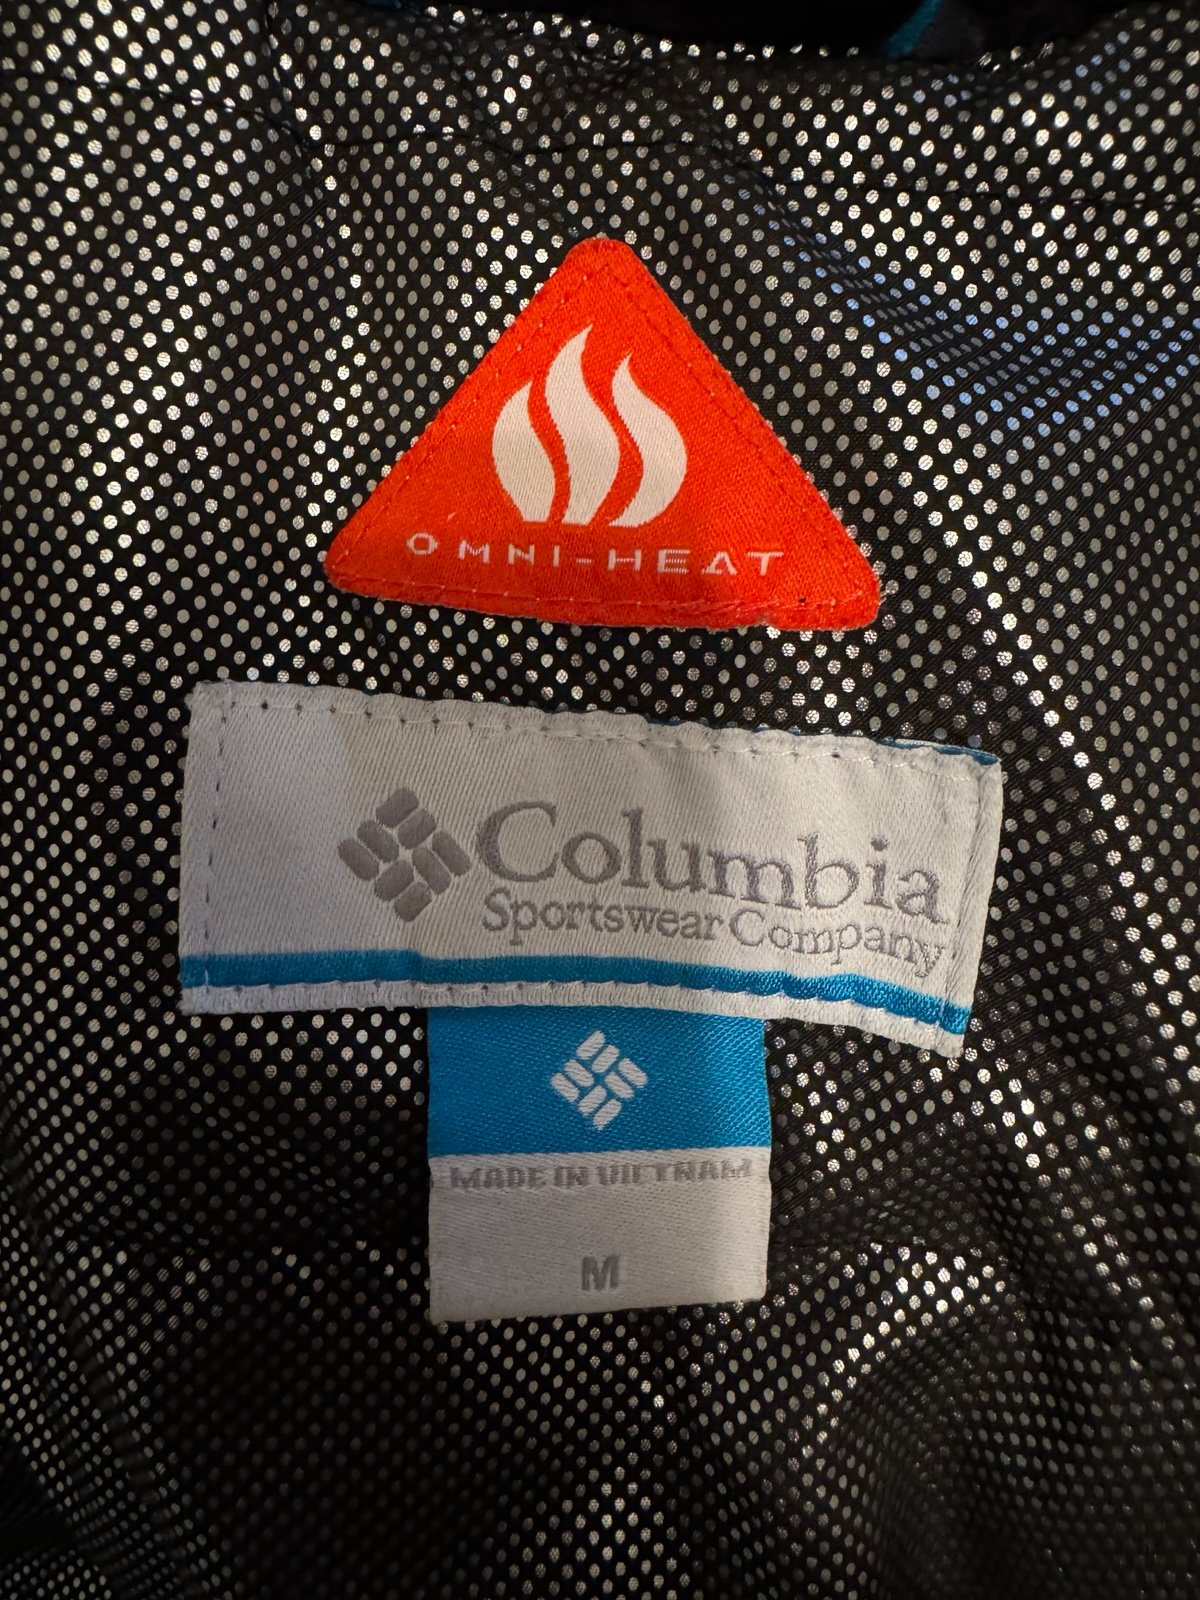 OMNI-HEAT
Columbia
Sportswear Company
MADE IN VIETNAM
M